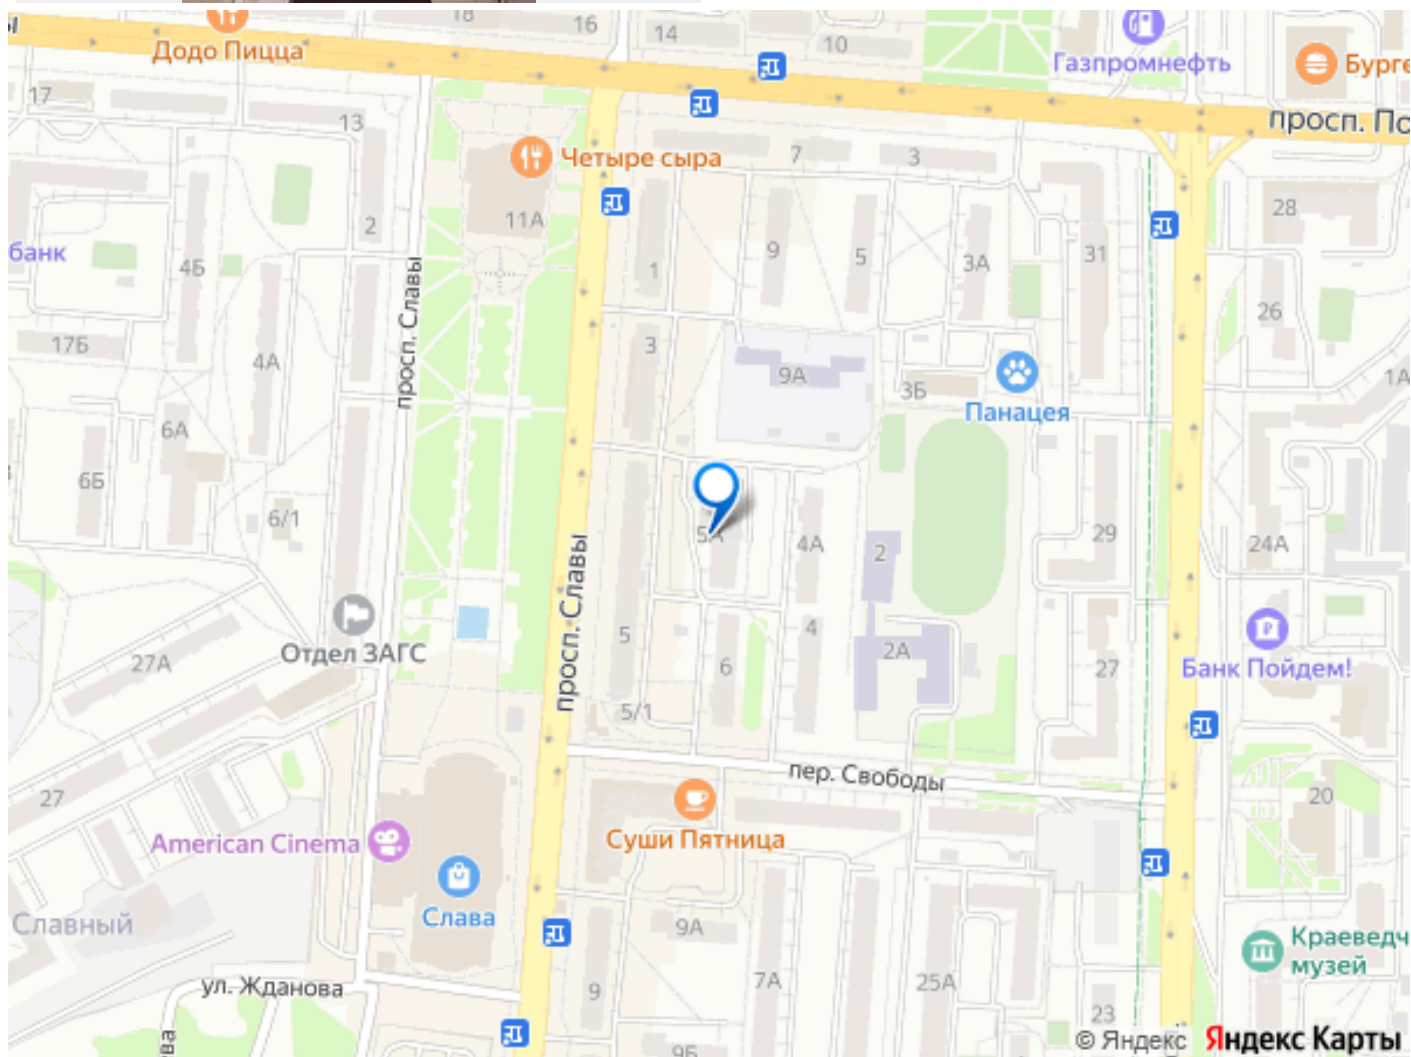 ы
18
16
14
10
Додо Пицца
Газпромнефть
Бурге
просп. По
17
13
Четыре сыра
7
3
11А
2
28
банк
4Б
просп. Славы
1
9
5
3А
31
26
17Б
4А
3
9А
3Б
1А
Панацея
6А
6Б
6/1
5А
4А
2
29
24А
просп. Славы
Отдел ЗАГС
27А
5
6
4
2А
27
Банк Пойдем!
5/1
пер. Свободы
27
20
American Cinema
Суши Пятница
Слава
Славный
9А
Краеведч
музей
ул. Жданова
9
7А
25А
23
ва
9Б
© Яндекс Яндекс Карты